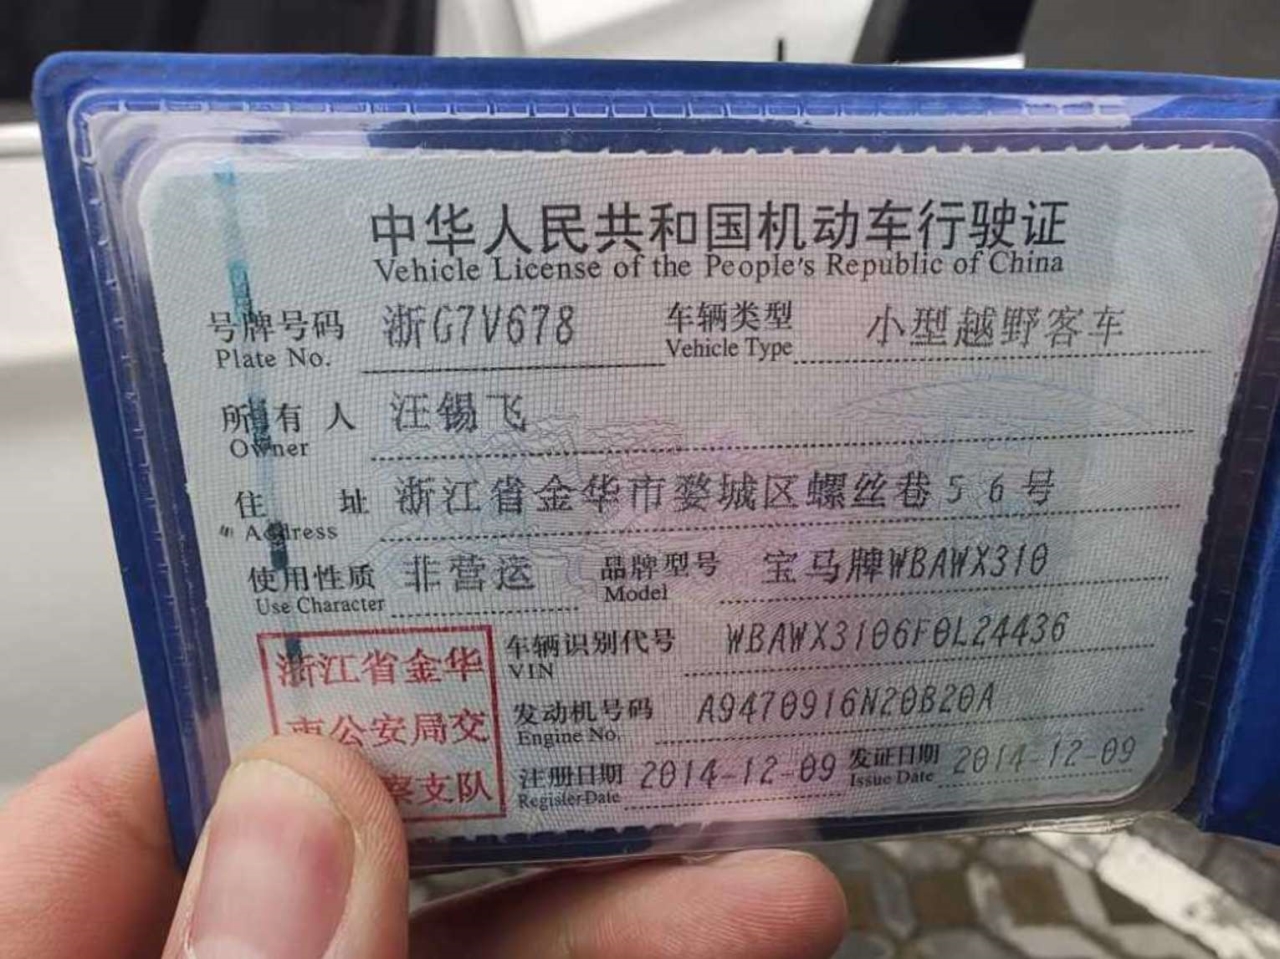 中华人民共和国机动车行驶证
Vehicle License of the People's Republic of China
号牌号码 浙G7V678 车辆类型 小型越野客车
Plate No. Vehicle Type
所有人 汪锡飞
Owner
住址 浙江省金华市婺城区螺丝巷56号
Address
使用性质 非营运 品牌型号 宝马牌WBAWX310
Use Character Model
车辆识别代号 WBAWX3106F0L24436
VIN
发动机号码 A9470916N20B20A
Engine No.
注册日期 2014-12-09 发证日期 2014-12-09
Register Date Issue Date
浙江省金华
市公安局交
察支队